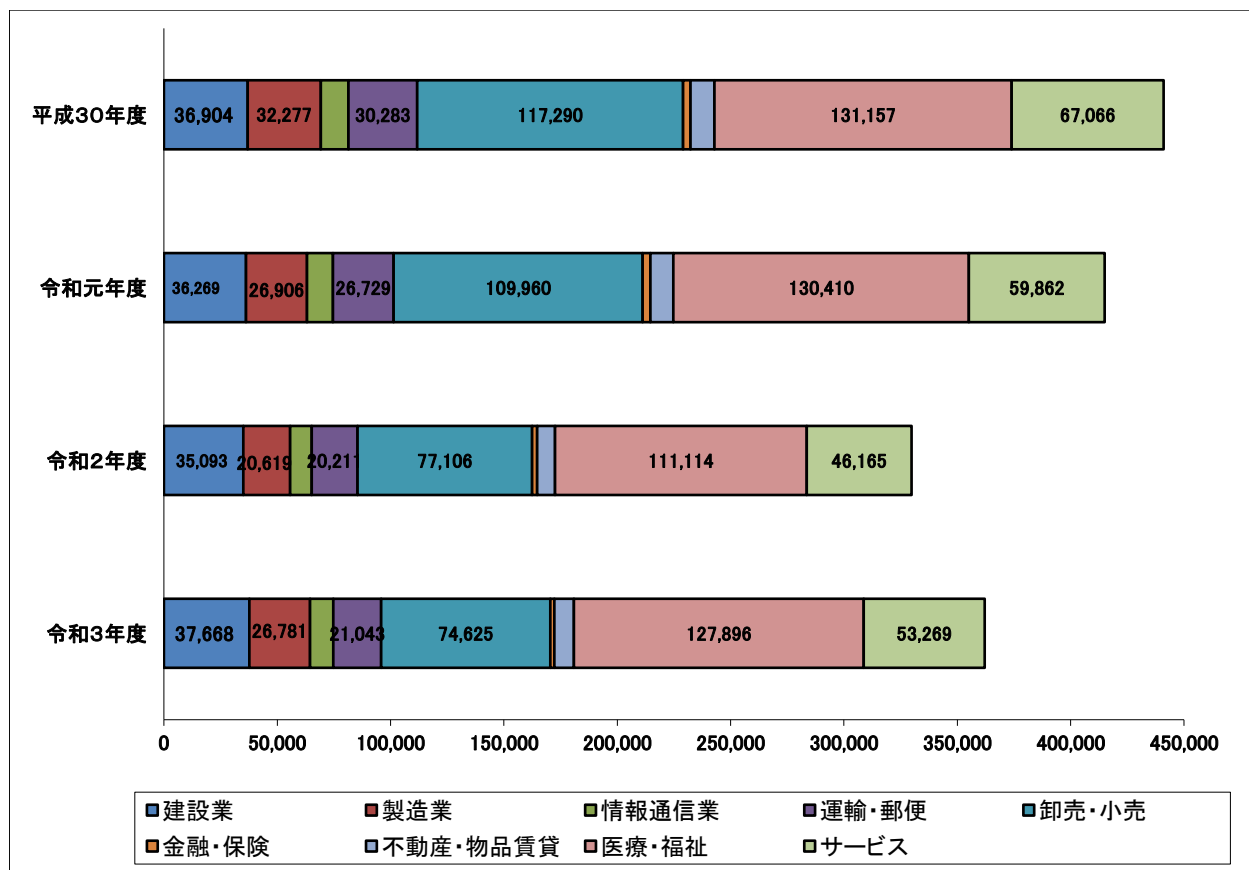 平成30年度
36,904 32,277 30,283 117,290 131,157 67,066
令和元年度
36,269 26,906 26,729 109,960 130,410 59,862
令和2年度
35,093 20,619 20,211 77,106 111,114 46,165
令和3年度
37,668 26,781 21,043 74,625 127,896 53,269
0 50,000 100,000 150,000 200,000 250,000 300,000 350,000 400,000 450,000
建設業 製造業 情報通信業 運輸・郵便 卸売・小売
金融・保険 不動産・物品賃貸 医療・福祉 サービス